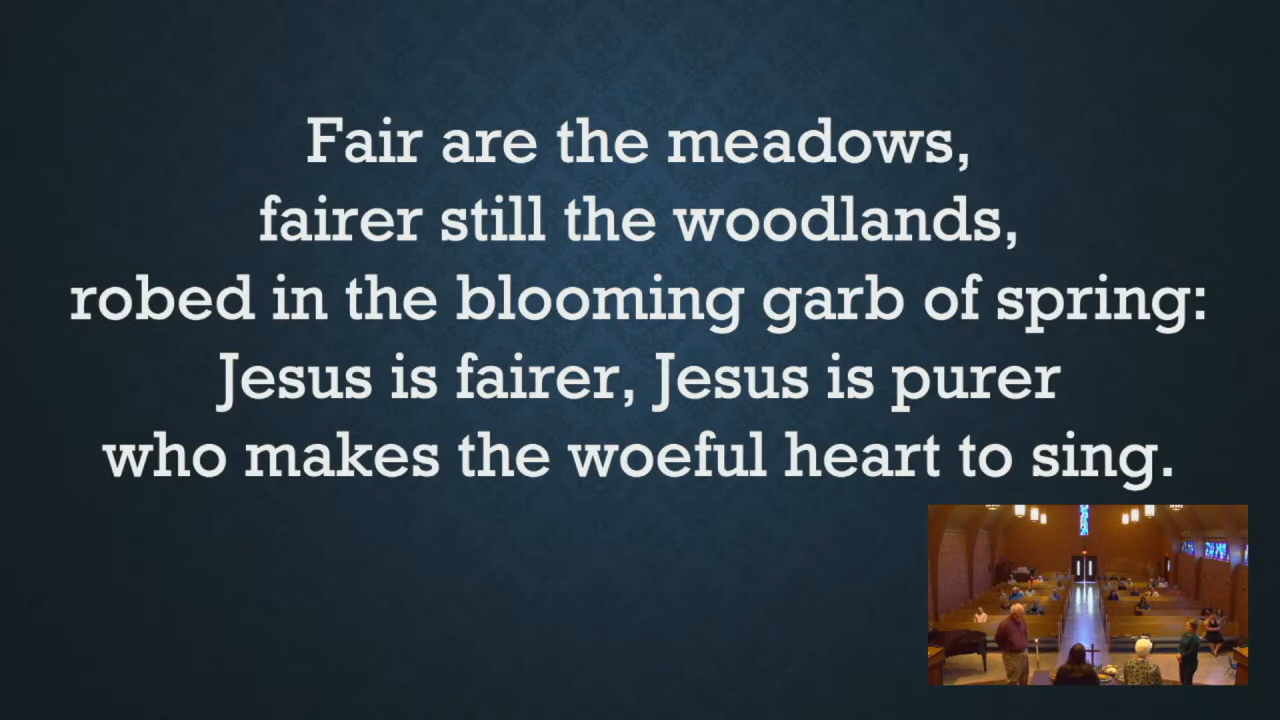 Fair are the meadows,
fairer still the woodlands,
robed in the blooming garb of spring:
Jesus is fairer, Jesus is purer
who makes the woeful heart to sing.